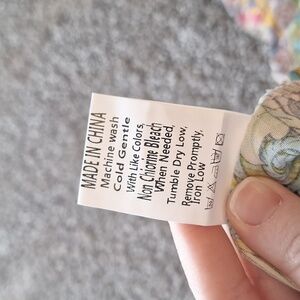 MADE IN CHINA
Machine wash
Cold Gentle
With Like Colors,
Non Chlorine Bleach
When Needed,
Tumble Dry Low,
Remove Promptly,
Iron Low